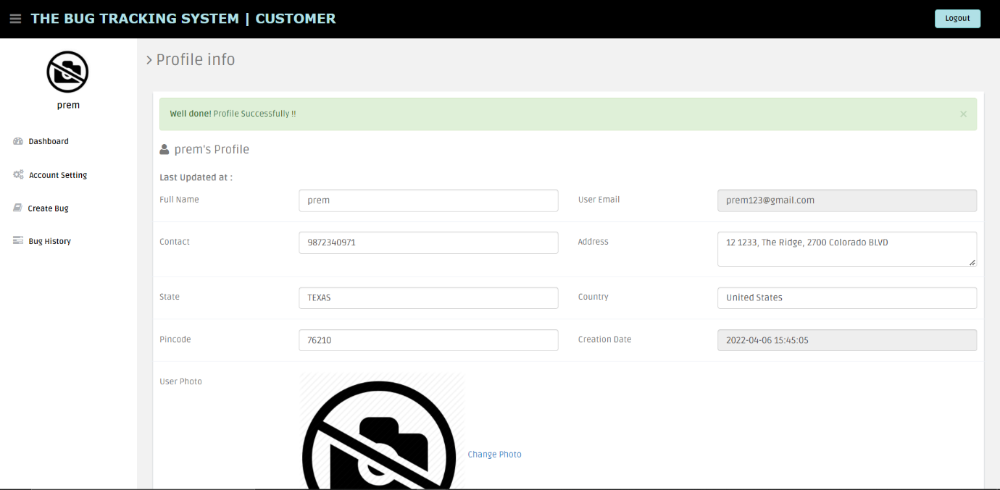 THE BUG TRACKING SYSTEM | CUSTOMER
Logout
prem
Dashboard
Account Setting
Create Bug
Bug History
Profile info
Well done! Profile Successfully !!
×
prem's Profile
Last Updated at :
Full Name
prem
User Email
prem123@gmail.com
Contact
9872340971
Address
12 1233, The Ridge, 2700 Colorado BLVD
State
TEXAS
Country
United States
Pincode
76210
Creation Date
2022-04-06 15:45:05
User Photo
Change Photo